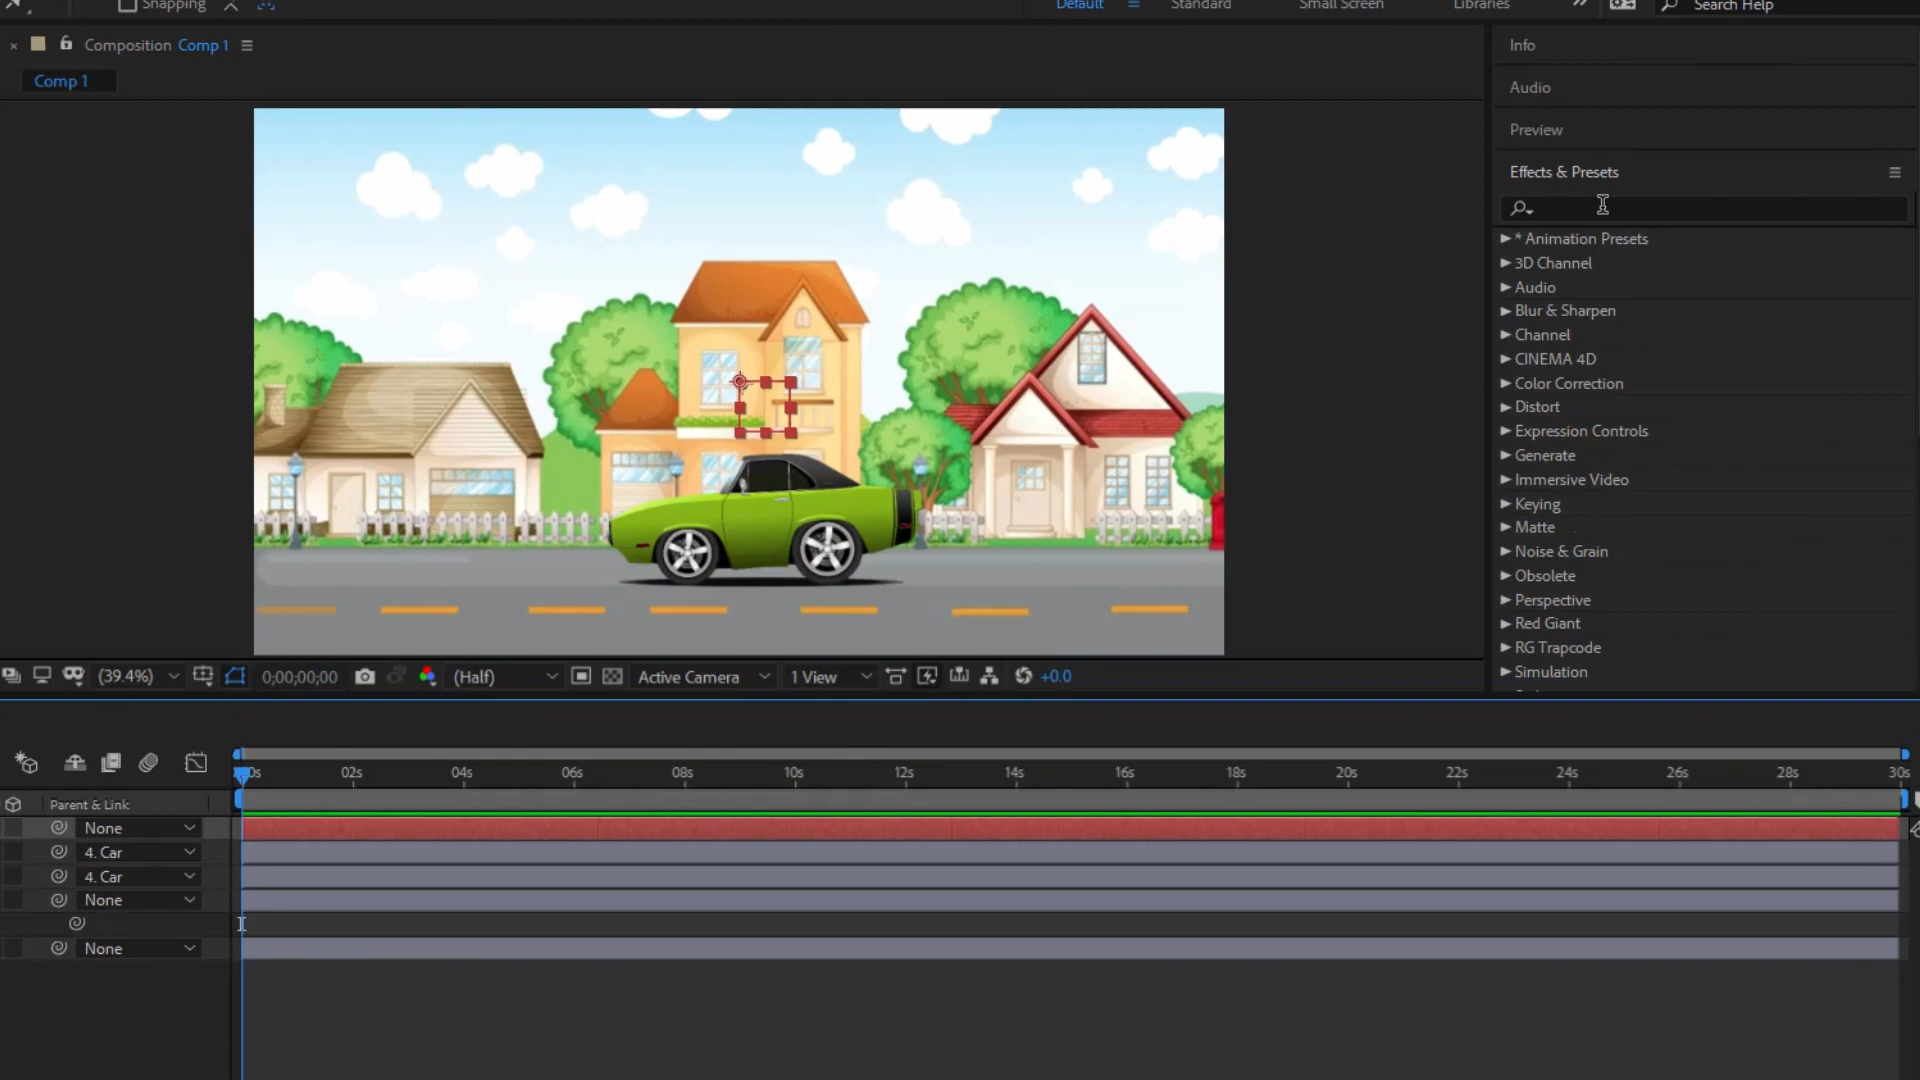 Snapping
Default
Standard
Small Screen
Libraries
Search Help
Composition Comp 1
Comp 1
Info
Audio
Preview
Effects & Presets
* Animation Presets
3D Channel
Audio
Blur & Sharpen
Channel
CINEMA 4D
Color Correction
Distort
Expression Controls
Generate
Immersive Video
Keying
Matte
Noise & Grain
Obsolete
Perspective
Red Giant
RG Trapcode
Simulation
(39.4%)
0;00;00;00
(Half)
Active Camera
1 View
+0.0
0s 02s 04s 06s 08s 10s 12s 14s 16s 18s 20s 22s 24s 26s 28s 30s
Parent & Link
None
4. Car
4. Car
None
None